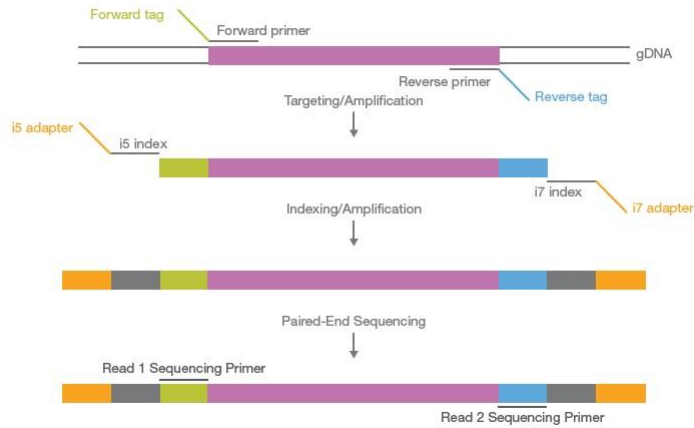 Forward tag
Forward primer
gDNA
Reverse primer
Reverse tag
Targeting/Amplification
i5 adapter
i5 index
i7 index
i7 adapter
Indexing/Amplification
Paired-End Sequencing
Read 1 Sequencing Primer
Read 2 Sequencing Primer